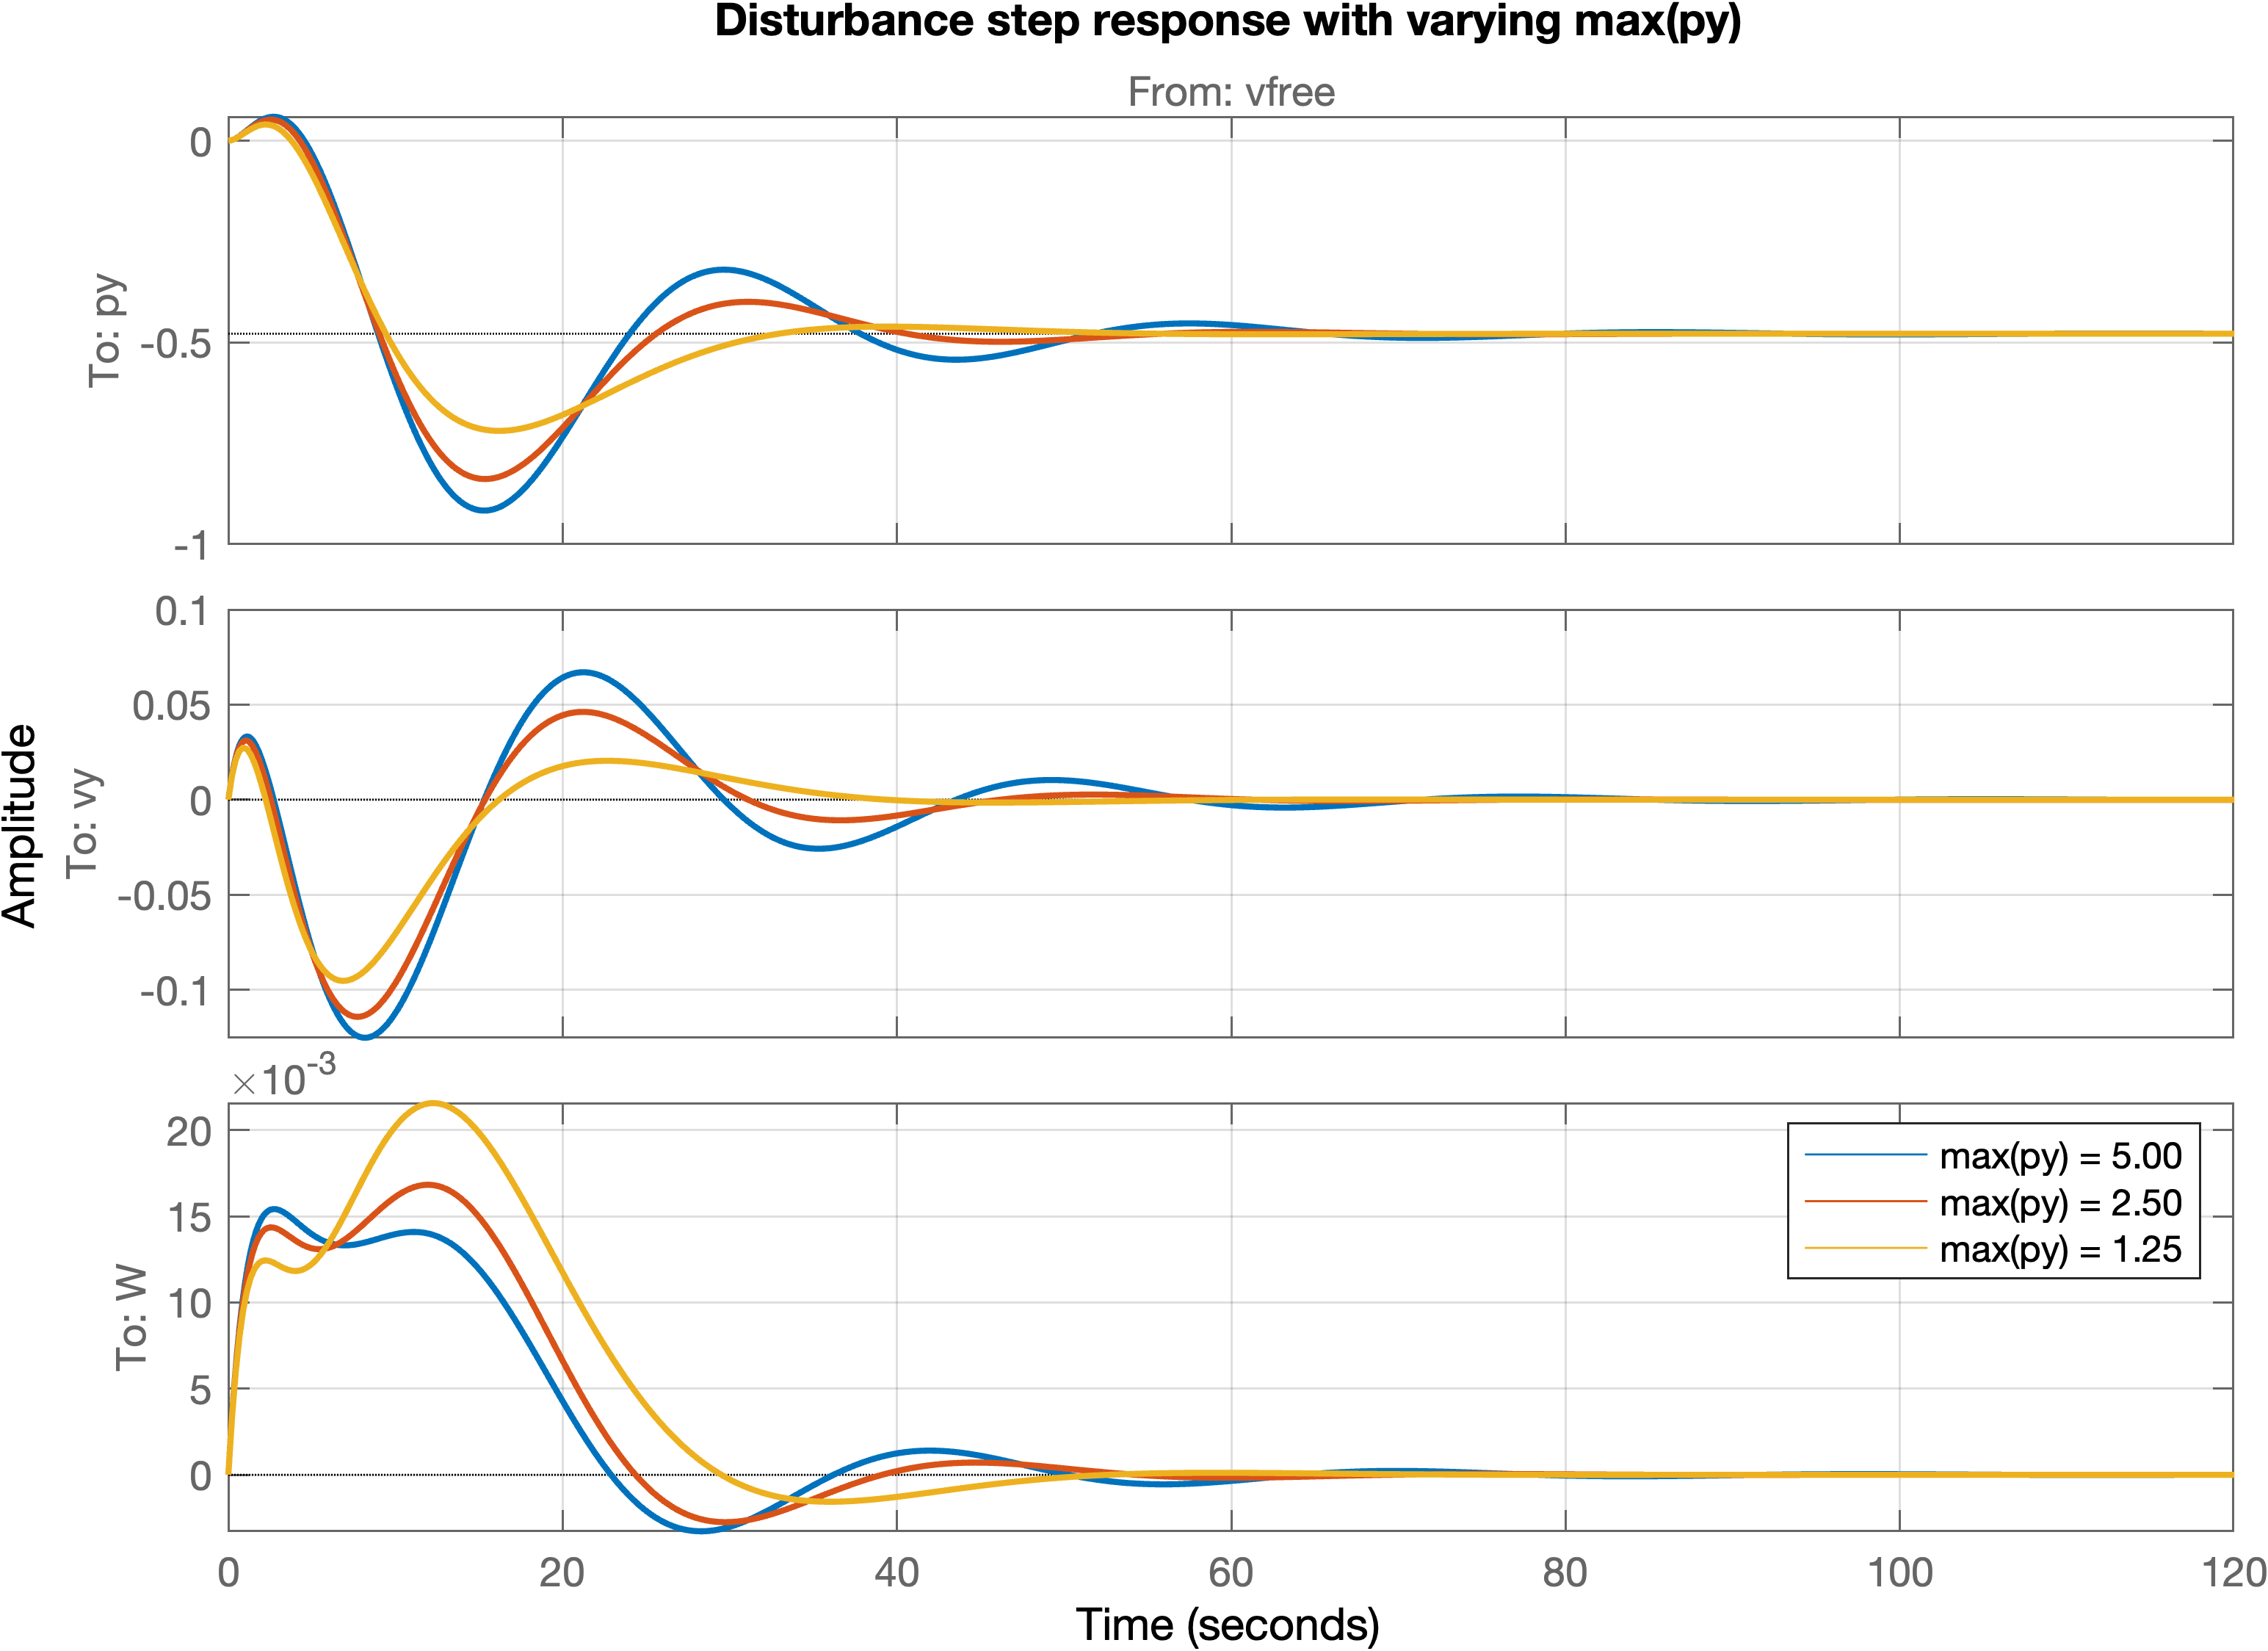 Disturbance step response with varying max(py)
From: vfree
To: py
0
-0.5
-1
Amplitude
To: vy
0.1
0.05
0
-0.05
-0.1
×10-3
To: W
20
15
10
5
0
max(py) = 5.00
max(py) = 2.50
max(py) = 1.25
0 20 40 60 80 100 120
Time (seconds)